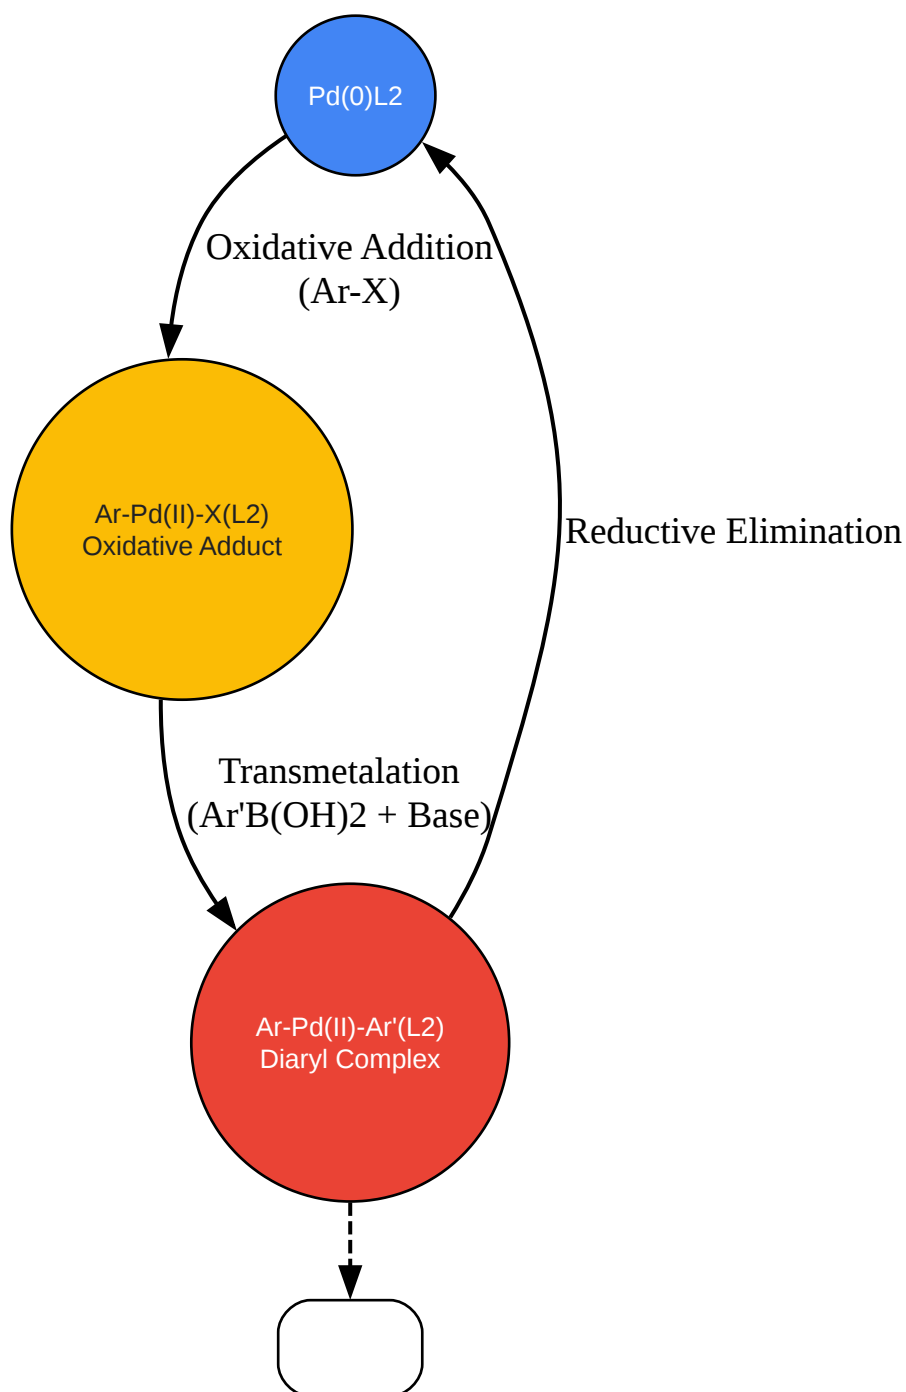 Pd(0)L2
Oxidative Addition
(Ar-X)
Ar-Pd(II)-X(L2)
Oxidative Adduct
Reductive Elimination
Transmetalation
(Ar'B(OH)2 + Base)
Ar-Pd(II)-Ar'(L2)
Diaryl Complex